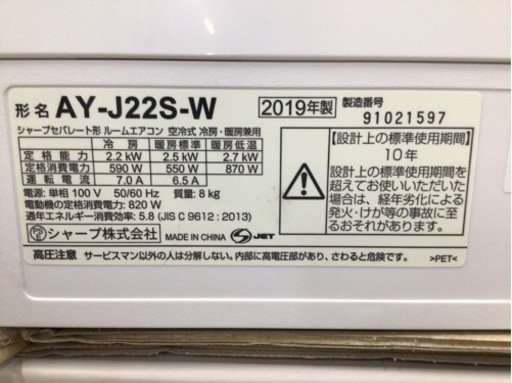 形名 AY-J22S-W 2019年製 製造番号 91021597
シャープセパレート形 ルームエアコン 空冷式 冷房・暖房兼用
冷房 暖房標準 暖房低温
定格能力 2.2 kW 2.5 kW 2.7 kW
定格消費電力 590 W 550 W 870 W
運転電流 7.0 A 6.5 A
電源: 単相 100 V 50/60 Hz 質量: 8 kg
電動機の定格消費電力: 820 W
通年エネルギー消費効率: 5.8 (JIS C 9612 : 2013)
シャープ株式会社 MADE IN CHINA S JET
【設計上の標準使用期間】
10年
設計上の標準使用期間を
超えてお使いいただいた
場合は、経年劣化による
発火・けが等の事故に至
るおそれがあります。
高圧注意 サービスマン以外の人は分解しない。内部に高電圧部があり、さわると危険です。 >PET<